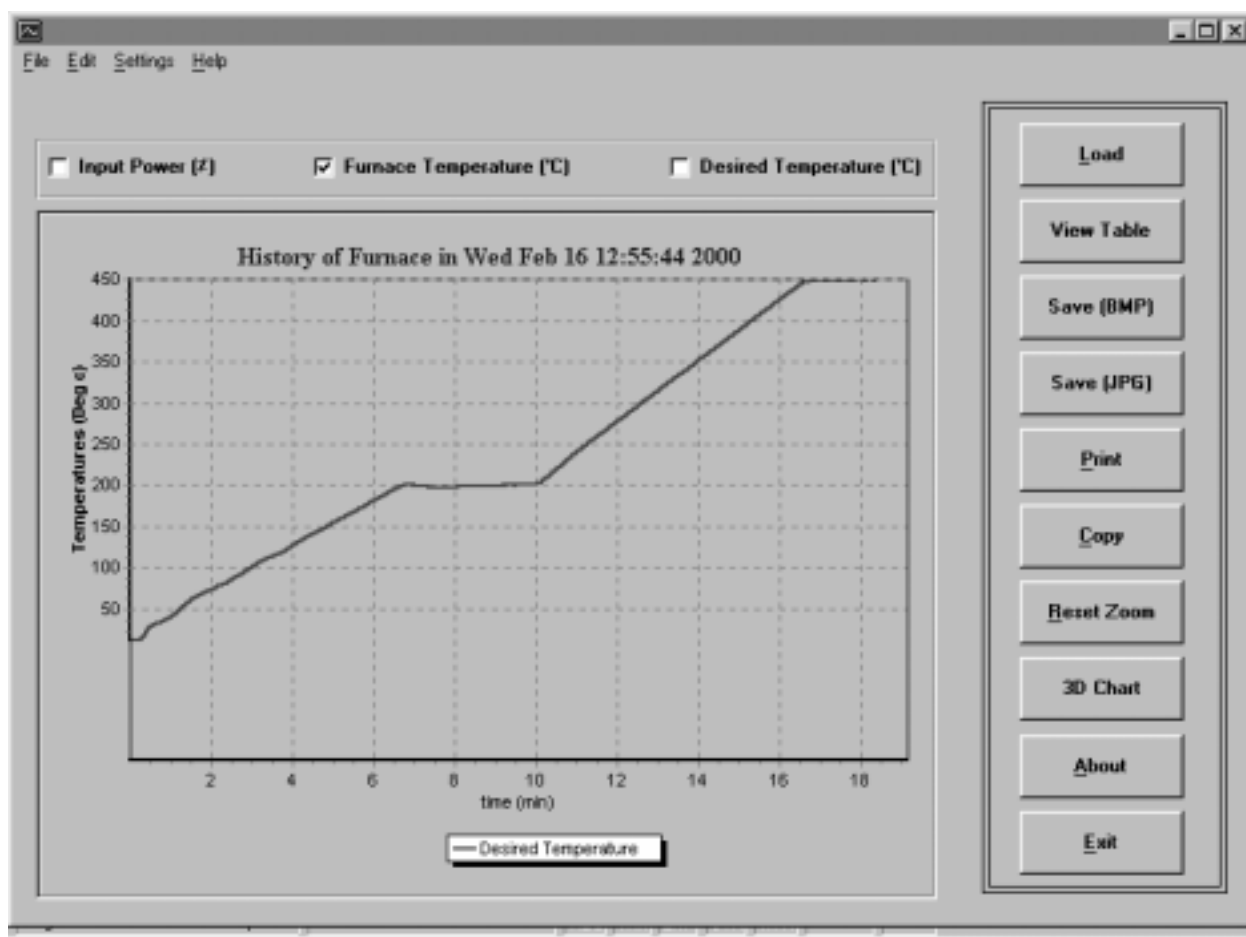 File Edit Settings Help
Input Power (%) Furnace Temperature (°C) Desired Temperature (°C)
History of Furnace in Wed Feb 16 12:55:44 2000
Temperatures (Deg c)
450
400
350
300
250
200
150
100
50
2 4 6 8 10 12 14 16 18
time (min)
Desired Temperature
Load
View Table
Save (BMP)
Save (JPG)
Print
Copy
Reset Zoom
3D Chart
About
Exit